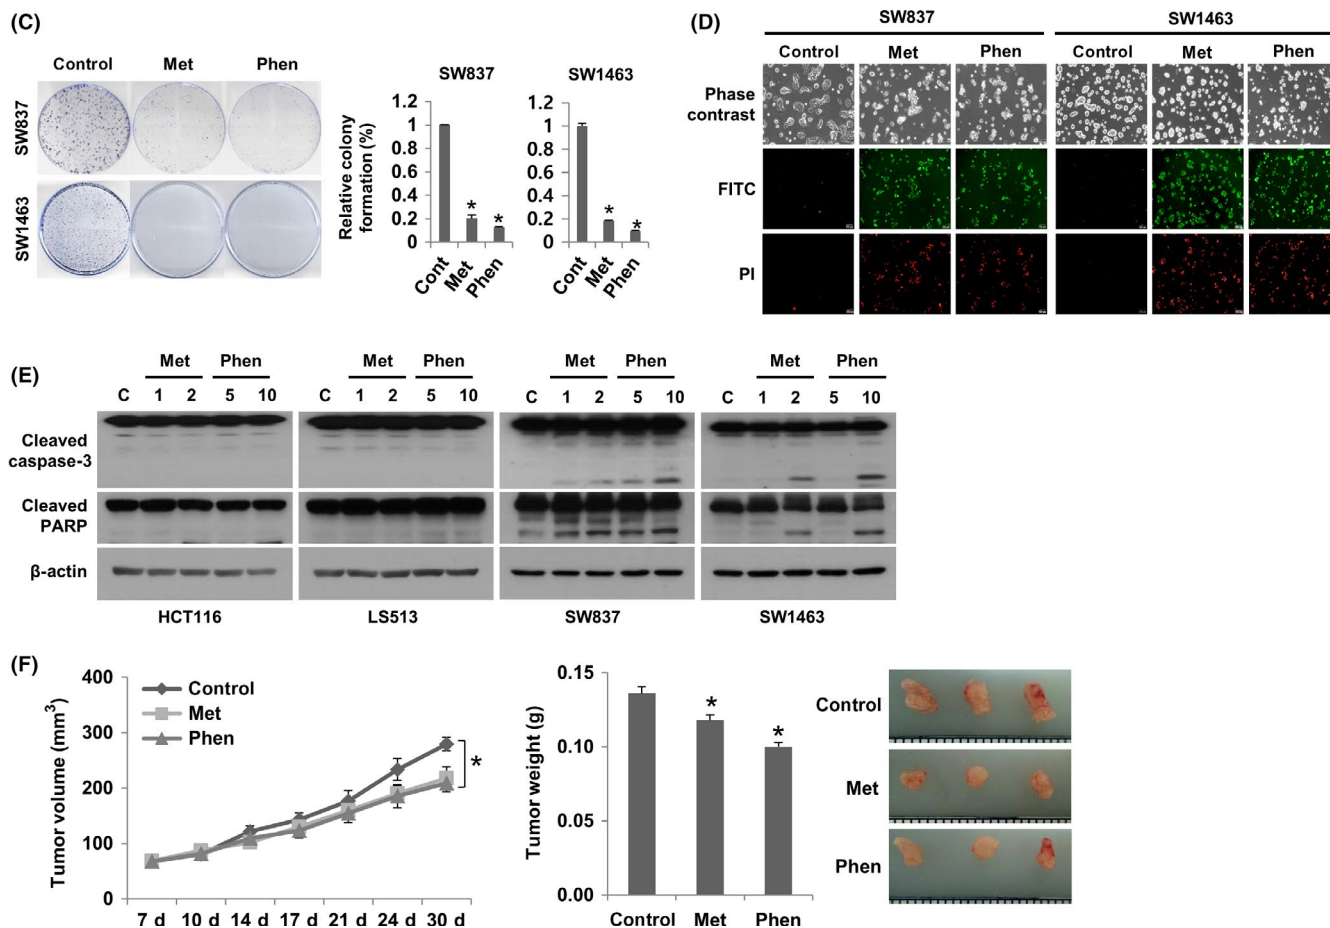 (C)
Control Met Phen
SW837
SW1463
SW837
Relative colony
formation (%)
1.2
1
0.8
0.6
0.4
0.2
0
*
*
Cont Met Phen
SW1463
1.2
1
0.8
0.6
0.4
0.2
0
*
*
Cont Met Phen
(D)
SW837 SW1463
Control Met Phen Control Met Phen
Phase
contrast
FITC
PI
(E)
Met Phen Met Phen Met Phen Met Phen
C 1 2 5 10 C 1 2 5 10 C 1 2 5 10 C 1 2 5 10
Cleaved
caspase-3
Cleaved
PARP
β-actin
HCT116 LS513 SW837 SW1463
(F)
Tumor volume (mm3)
400
300
200
100
0
Control
Met
Phen
*
7 d 10 d 14 d 17 d 21 d 24 d 30 d
Tumor weight (g)
0.15
0.10
0.05
0.00
*
*
Control Met Phen
Control
Met
Phen